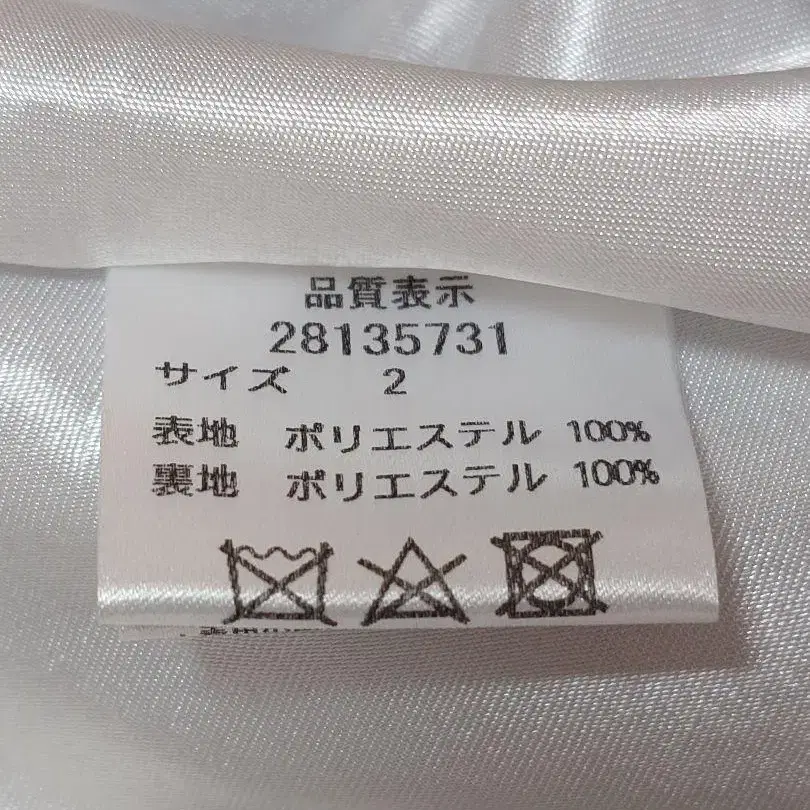 品質表示
28135731
サイズ 2
表地 ポリエステル 100%
裏地 ポリエステル 100%